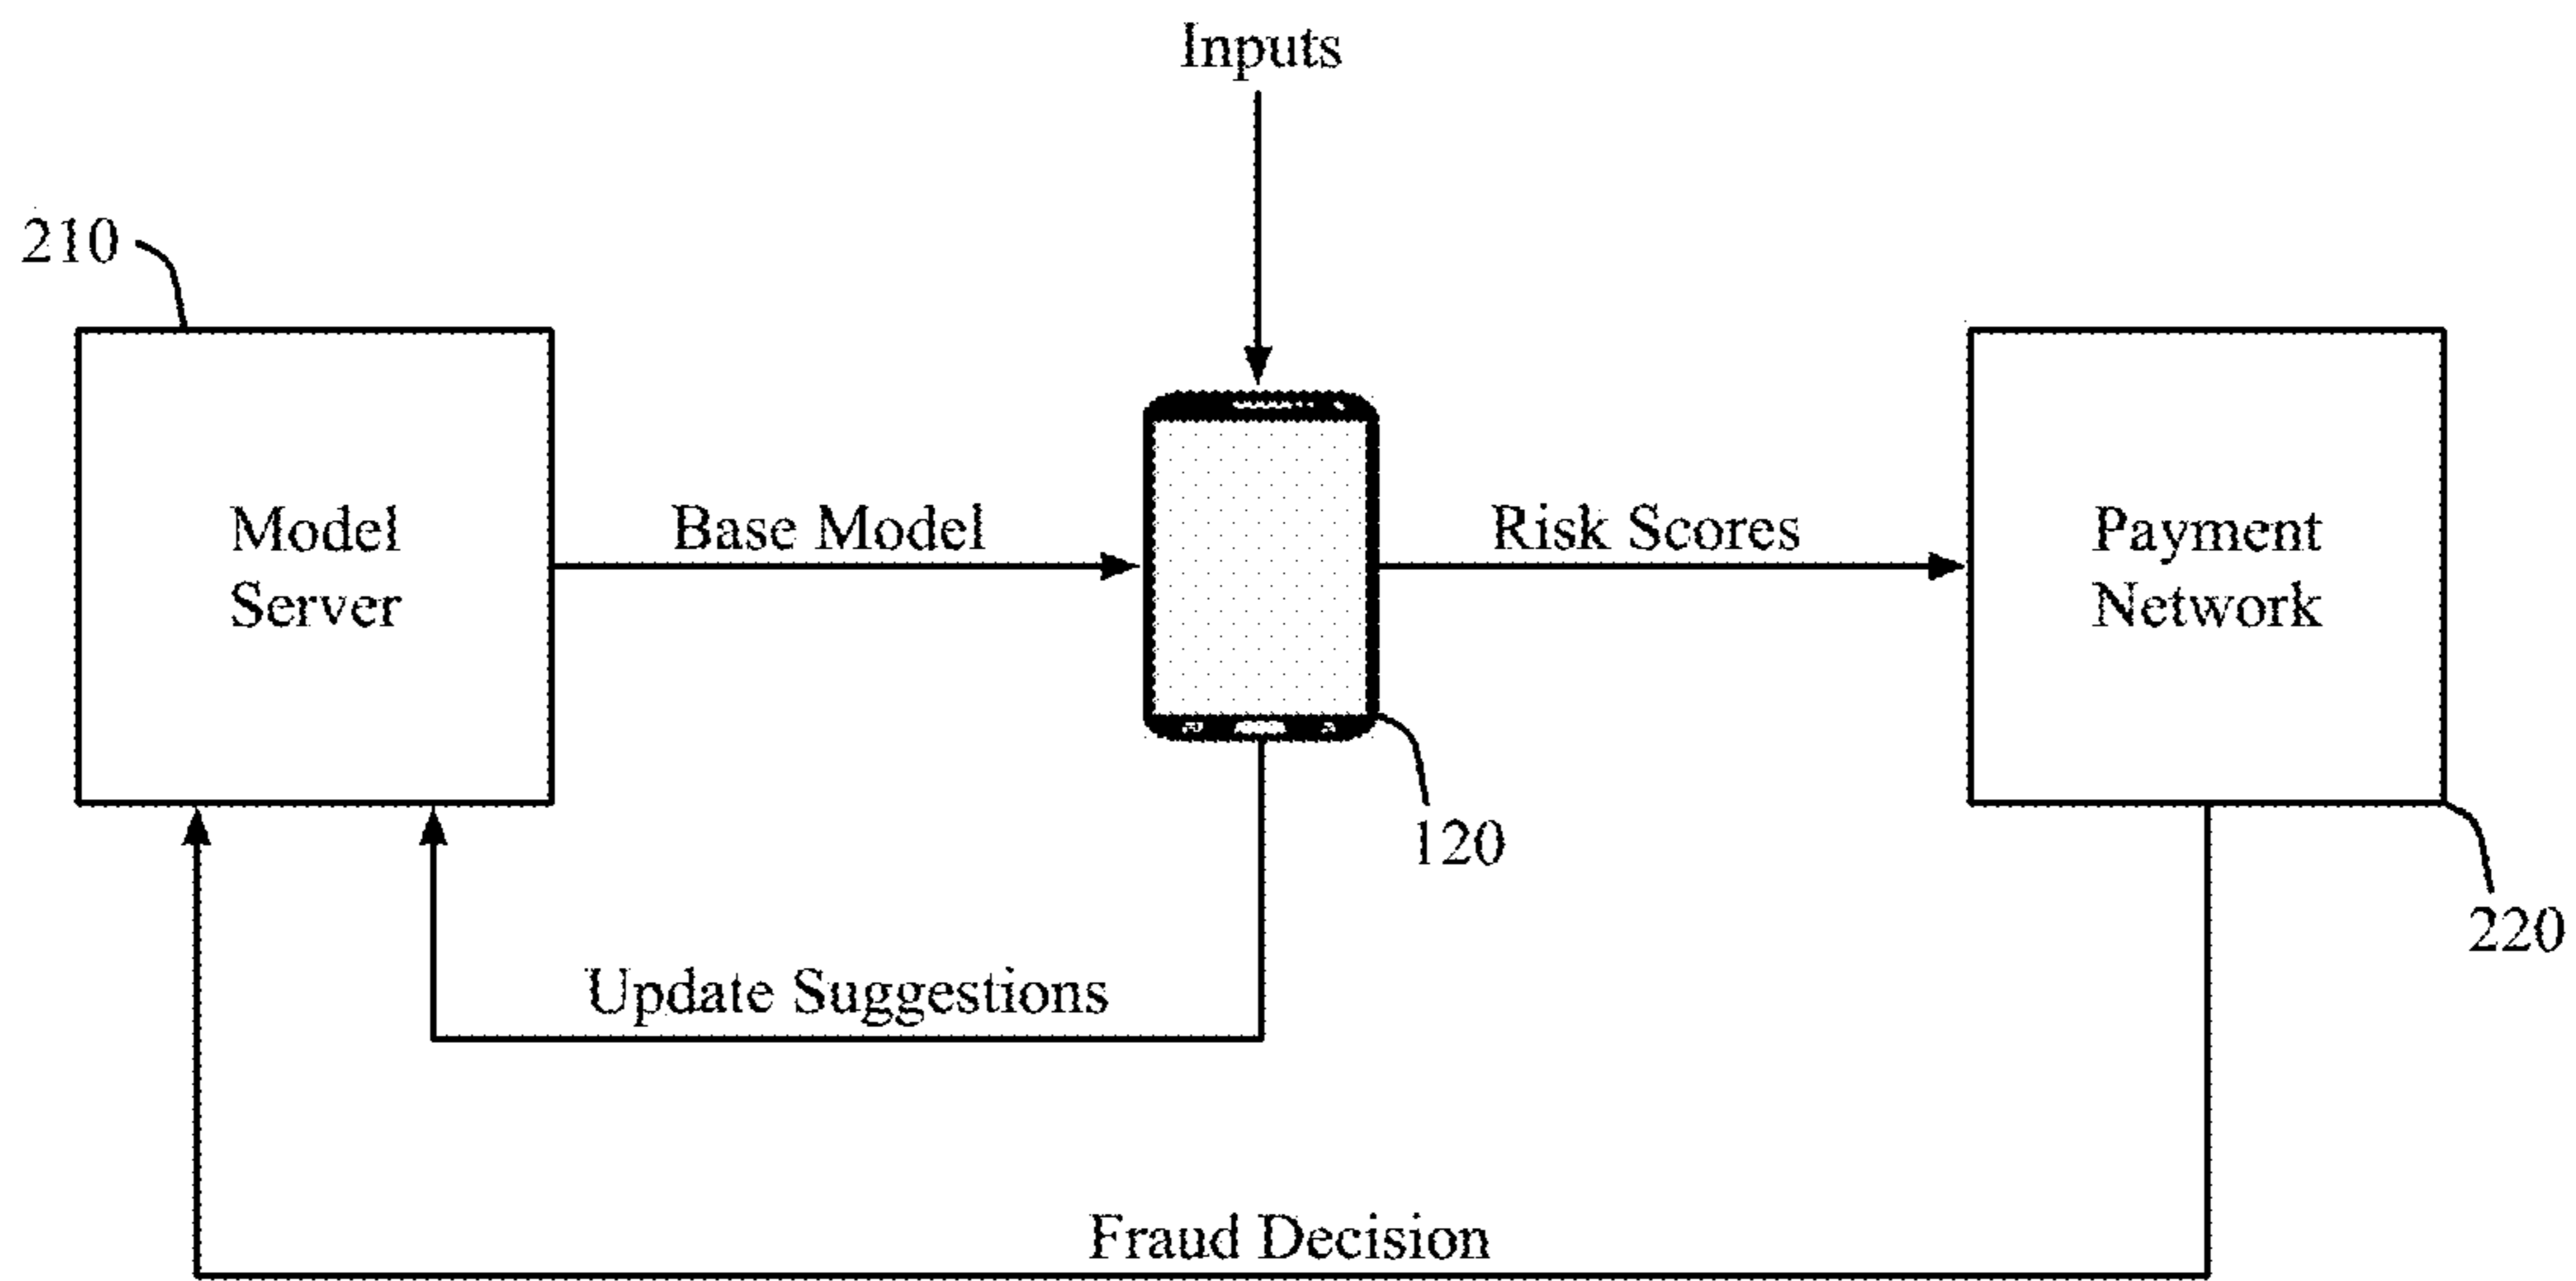 Inputs
210
Model
Server
Base Model
Risk Scores
Payment
Network
120
220
Update Suggestions
Fraud Decision